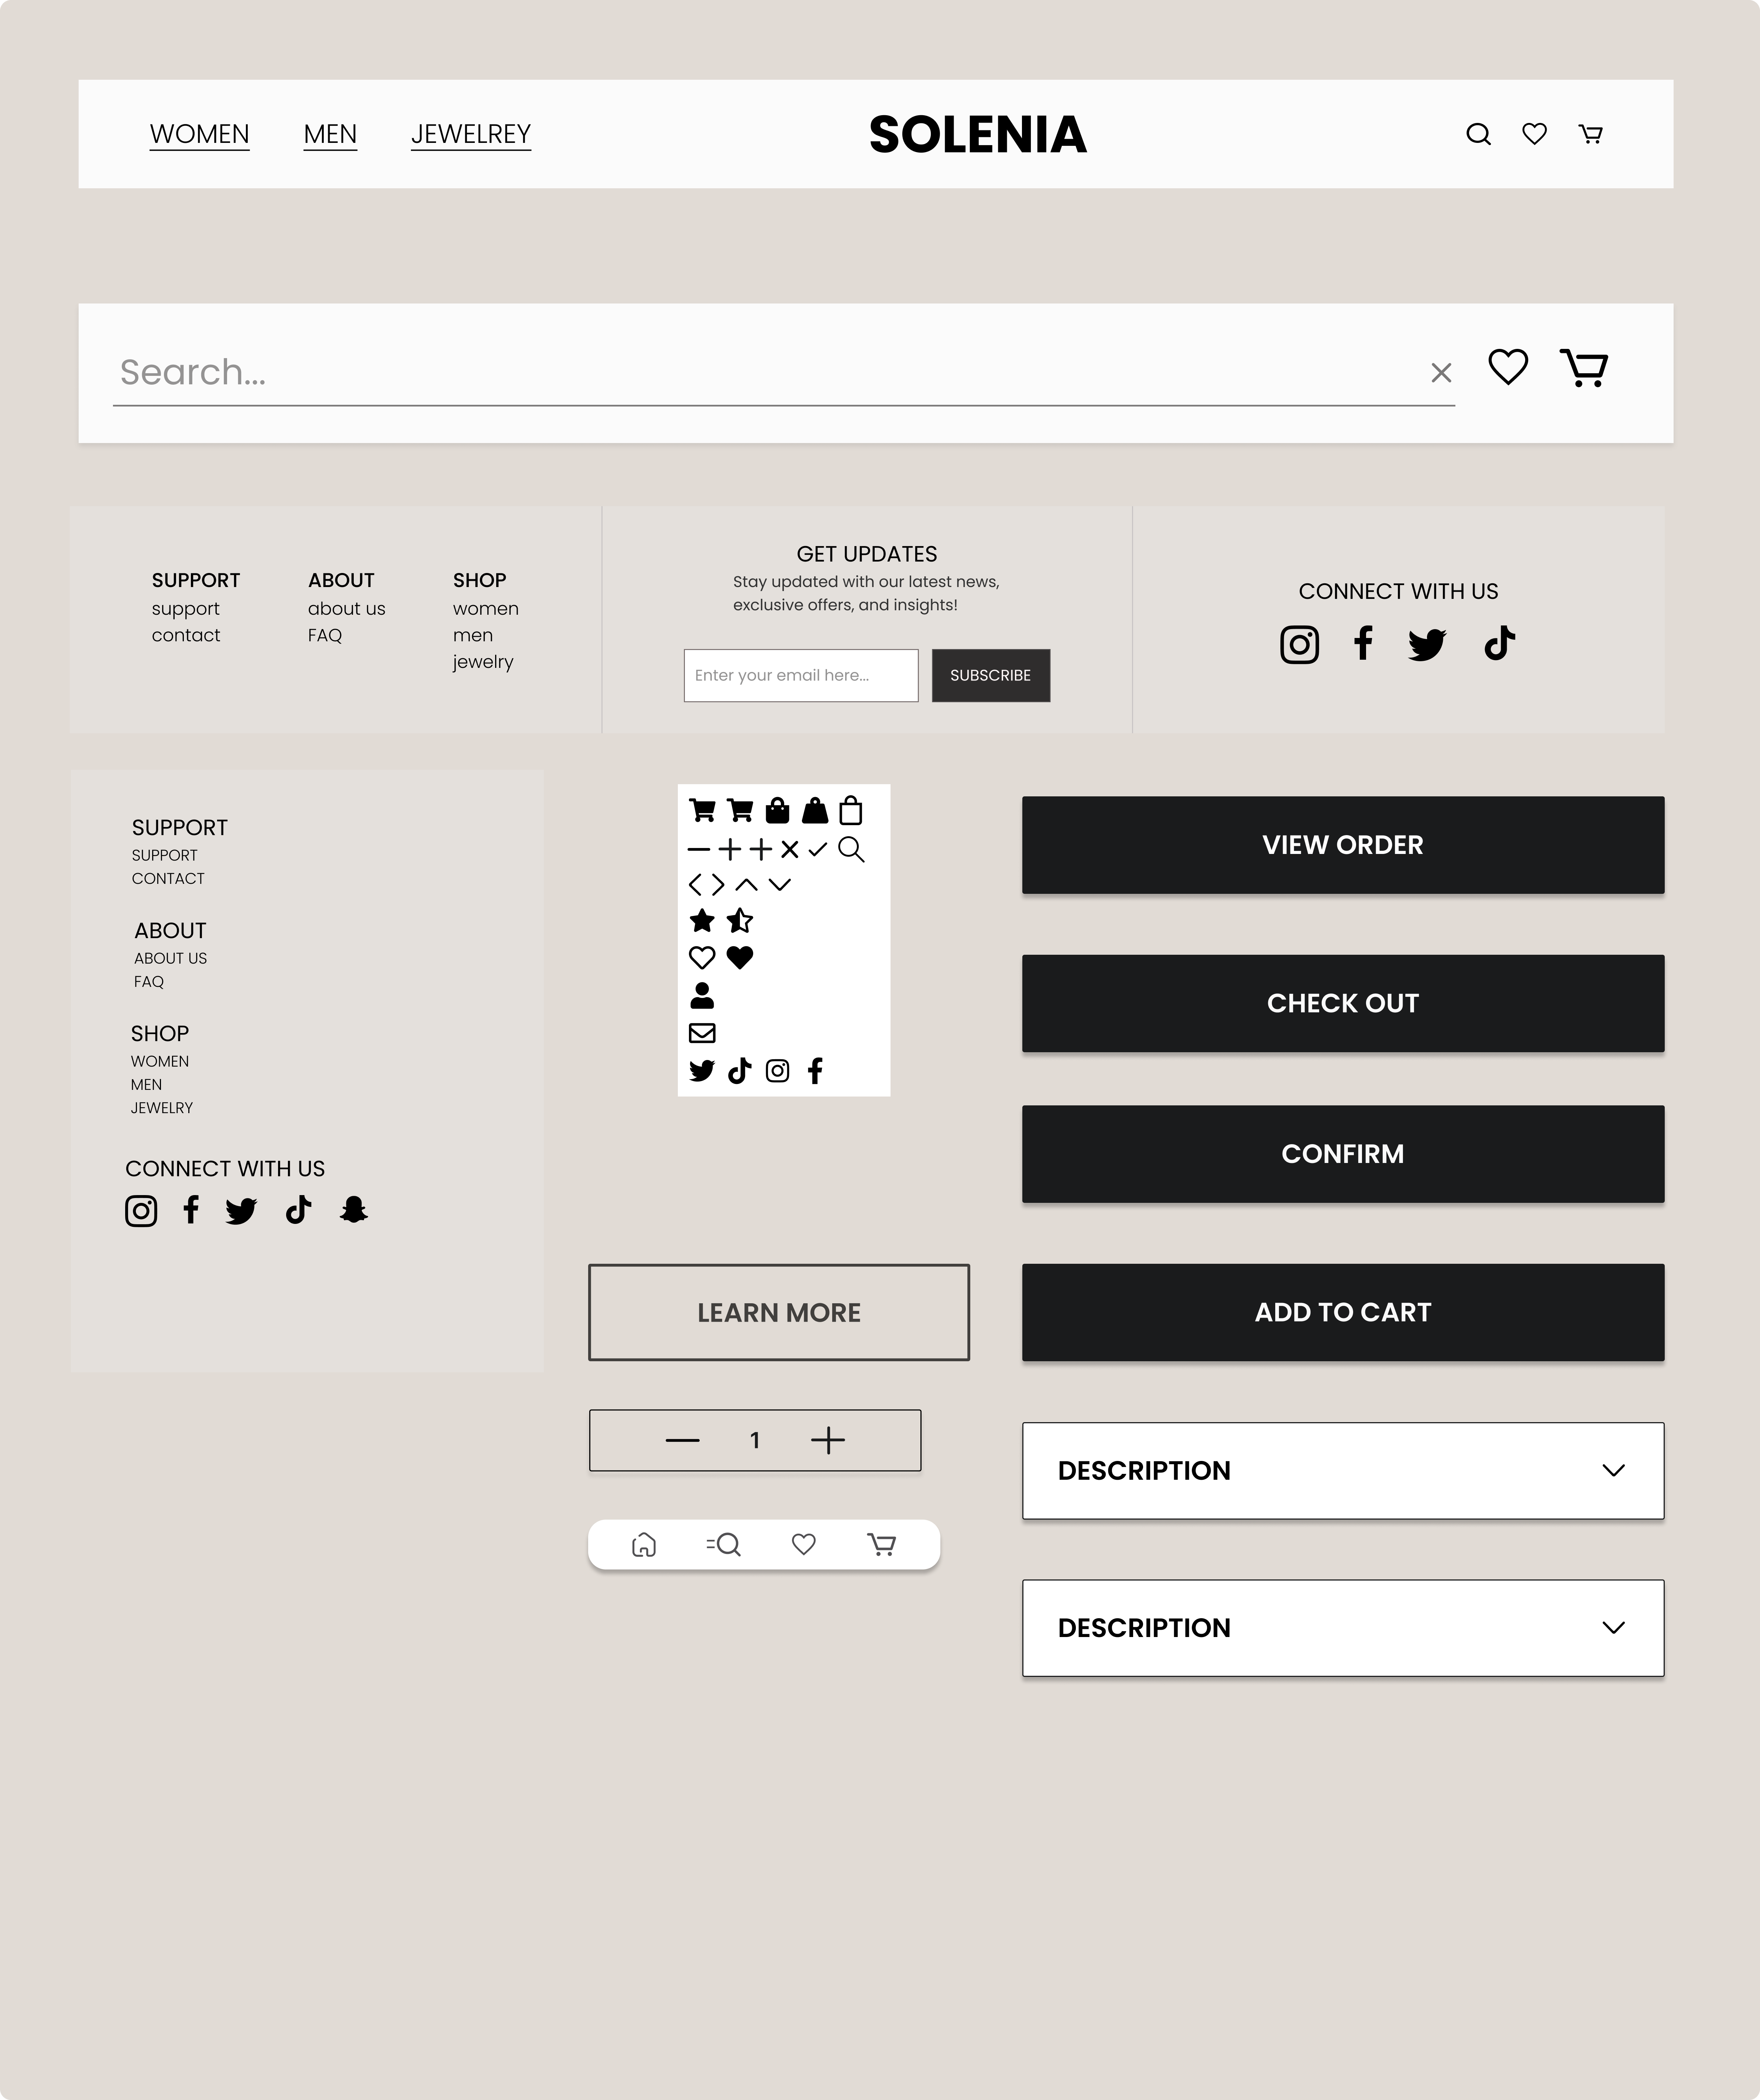 WOMEN MEN JEWELREY SOLENIA
Search...
SUPPORT
support
contact
ABOUT
about us
FAQ
SHOP
women
men
jewelry
GET UPDATES
Stay updated with our latest news,
exclusive offers, and insights!
Enter your email here...
SUBSCRIBE
CONNECT WITH US
SUPPORT
SUPPORT
CONTACT
ABOUT
ABOUT US
FAQ
SHOP
WOMEN
MEN
JEWELRY
CONNECT WITH US
LEARN MORE
1
VIEW ORDER
CHECK OUT
CONFIRM
ADD TO CART
DESCRIPTION
DESCRIPTION